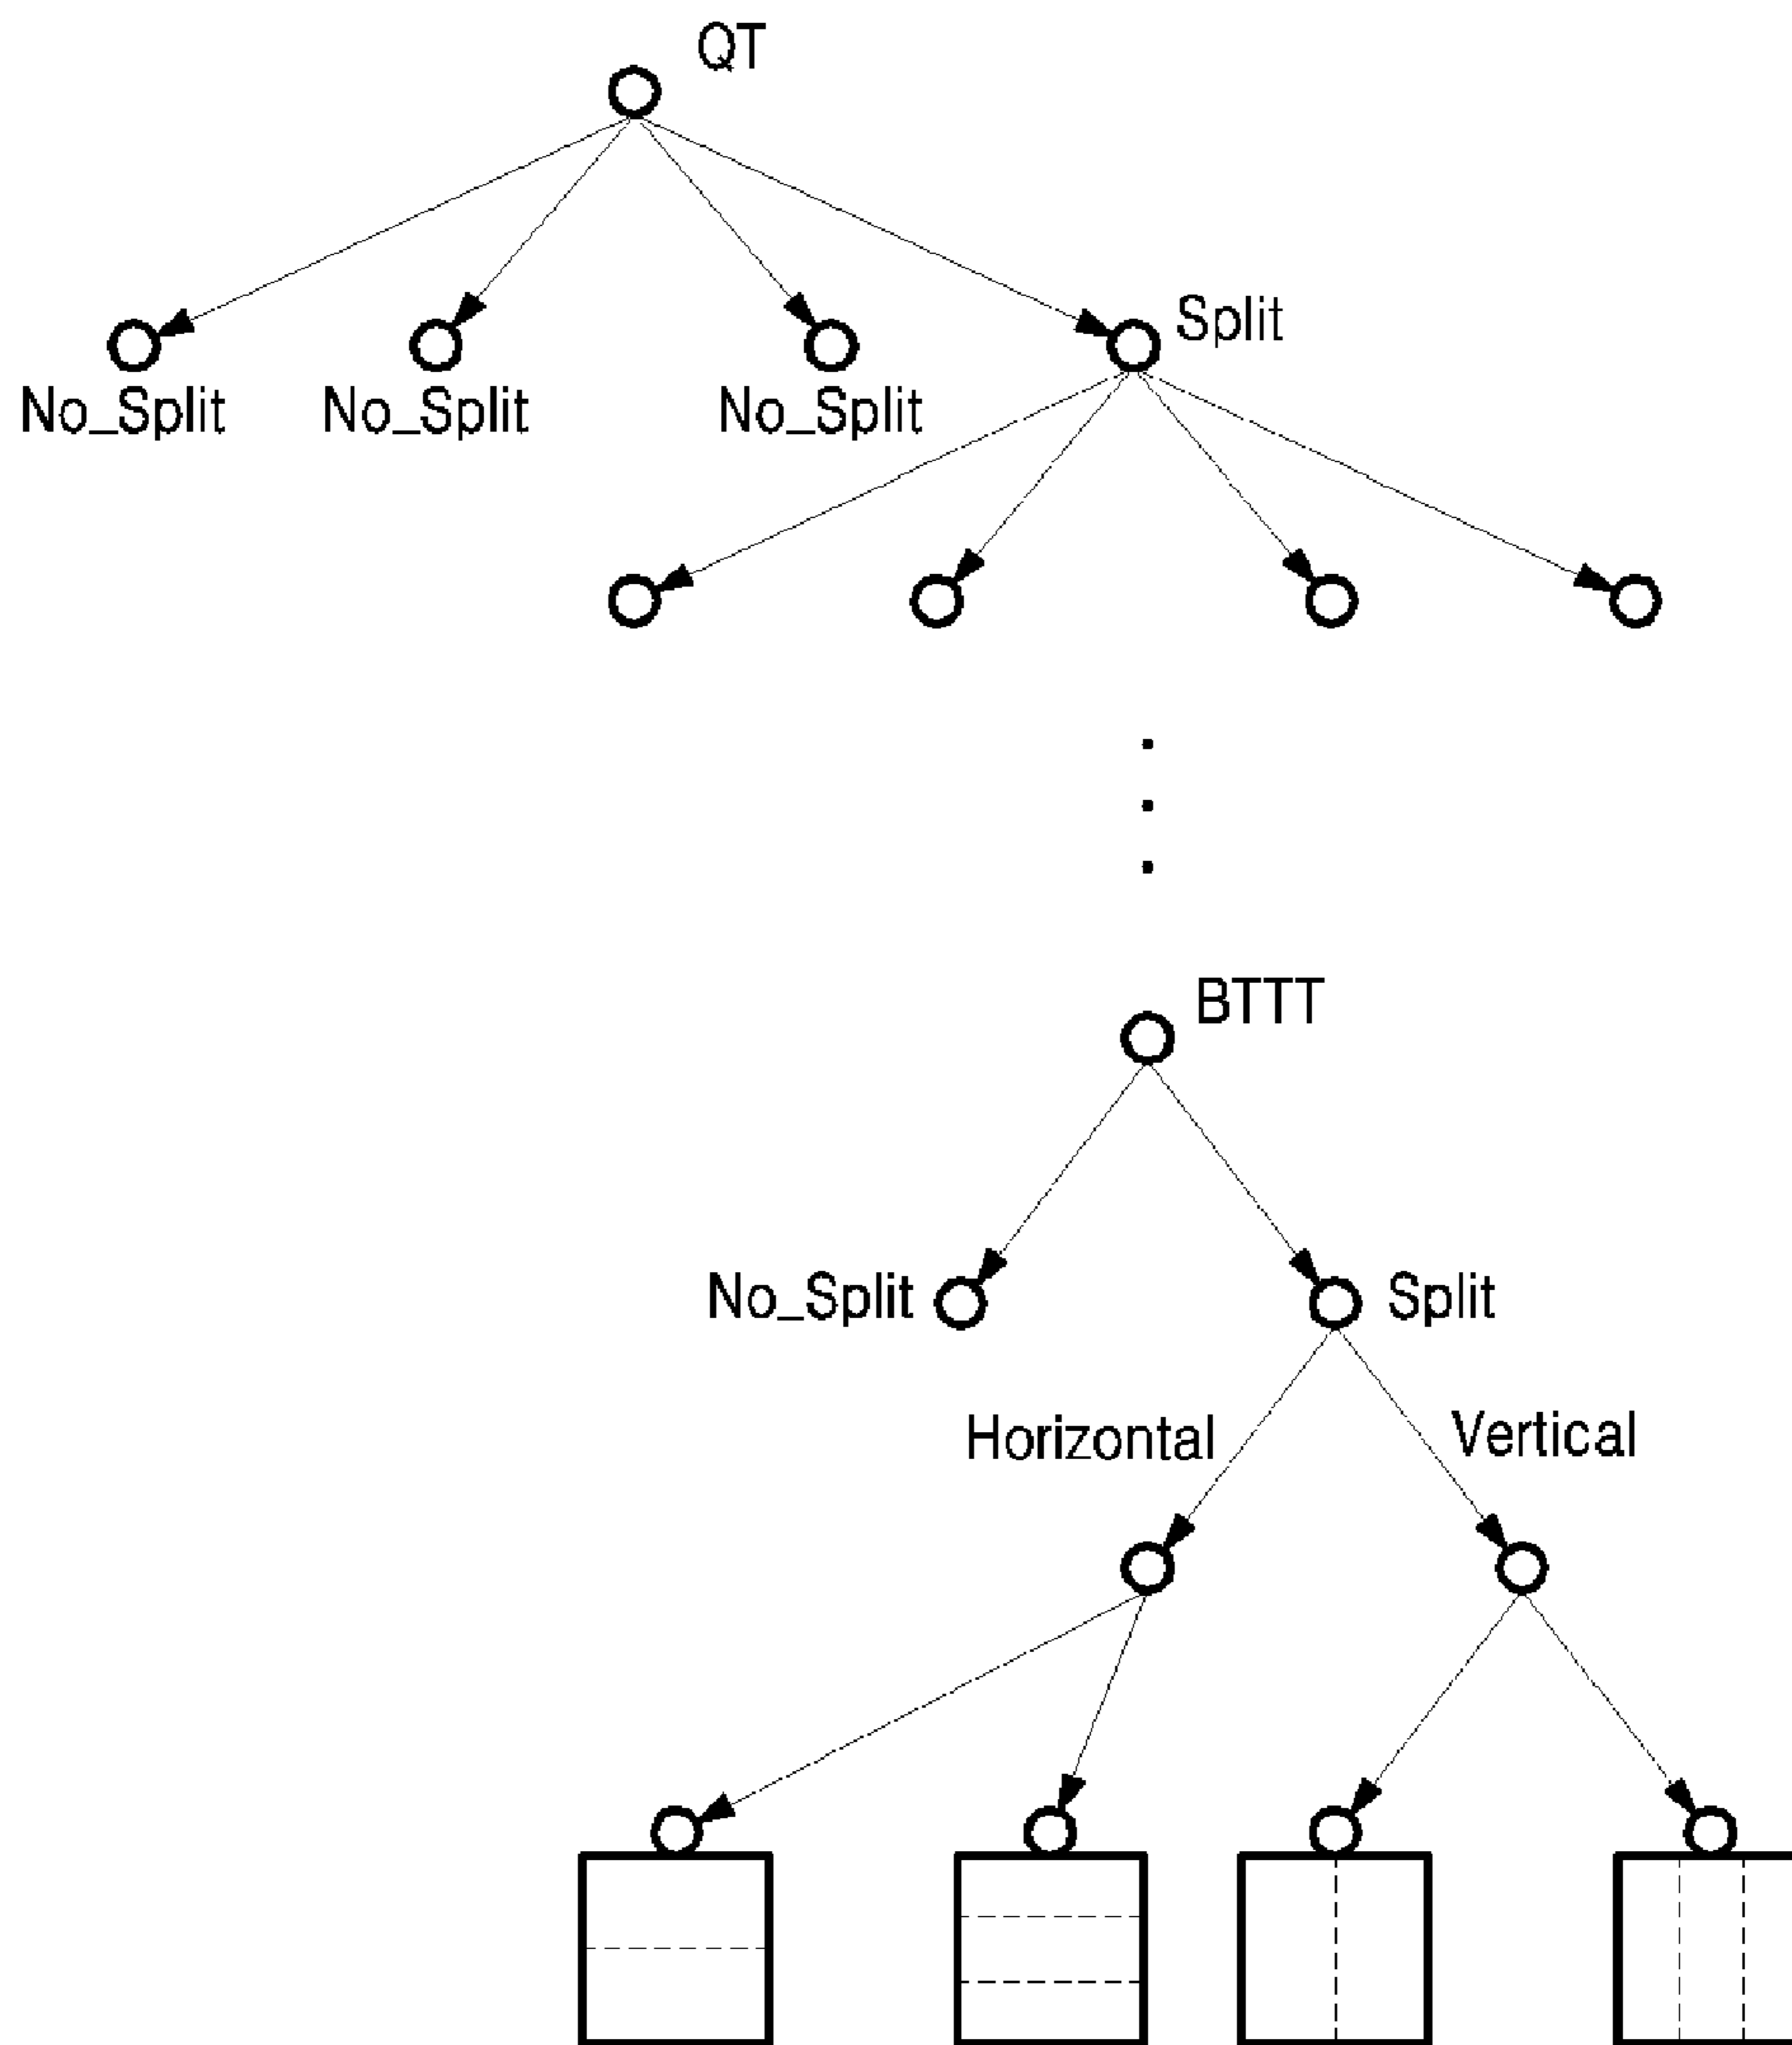 QT
Split
No_Split
No_Split
No_Split
BTTT
No_Split
Split
Horizontal
Vertical